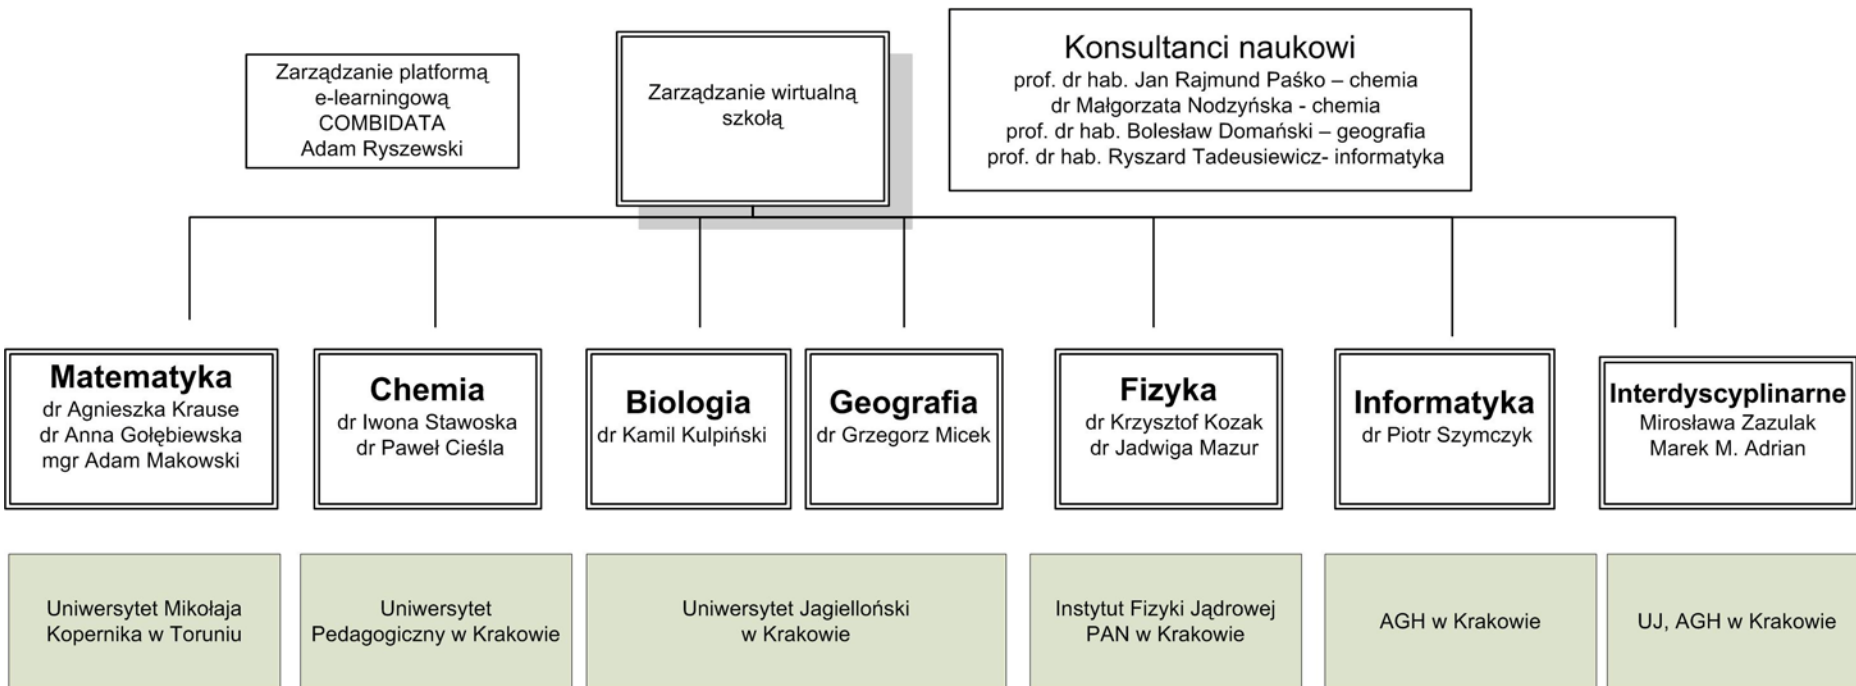 Zarządzanie platformą
e-learningową
COMBIDATA
Adam Ryszewski
Zarządzanie wirtualną
szkołą
Konsultanci naukowi
prof. dr hab. Jan Rajmund Paśko – chemia
dr Małgorzata Nodzyńska - chemia
prof. dr hab. Bolesław Domański – geografia
prof. dr hab. Ryszard Tadeusiewicz- informatyka
Matematyka
dr Agnieszka Krause
dr Anna Gołębiewska
mgr Adam Makowski
Chemia
dr Iwona Stawoska
dr Paweł Cieśla
Biologia
dr Kamil Kulpiński
Geografia
dr Grzegorz Micek
Fizyka
dr Krzysztof Kozak
dr Jadwiga Mazur
Informatyka
dr Piotr Szymczyk
Interdyscyplinarne
Mirosława Zazulak
Marek M. Adrian
Uniwersytet Mikołaja
Kopernika w Toruniu
Uniwersytet
Pedagogiczny w Krakowie
Uniwersytet Jagielloński
w Krakowie
Instytut Fizyki Jądrowej
PAN w Krakowie
AGH w Krakowie
UJ, AGH w Krakowie